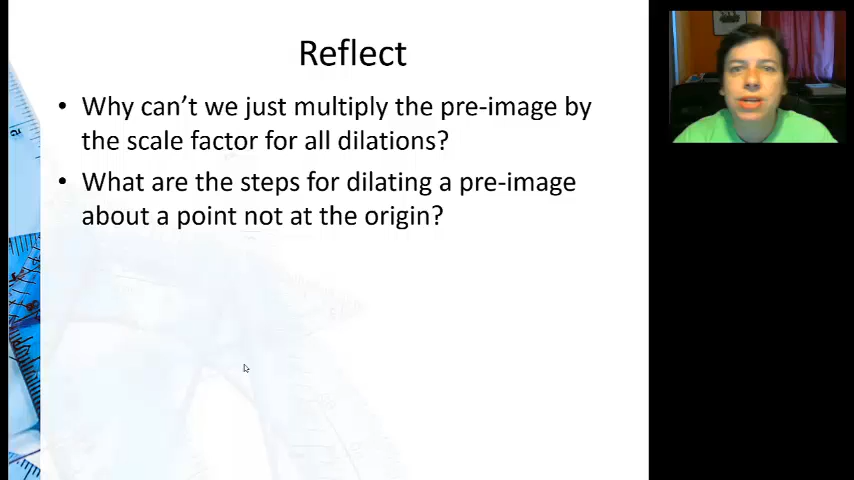 Reflect
• Why can't we just multiply the pre-image by
the scale factor for all dilations?
• What are the steps for dilating a pre-image
about a point not at the origin?